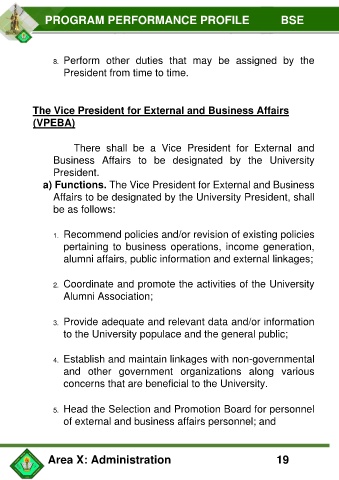 PROGRAM PERFORMANCE PROFILE BSE
8. Perform other duties that may be assigned by the
President from time to time.
The Vice President for External and Business Affairs
(VPEBA)
There shall be a Vice President for External and
Business Affairs to be designated by the University
President.
a) Functions. The Vice President for External and Business
Affairs to be designated by the University President, shall
be as follows:
1. Recommend policies and/or revision of existing policies
pertaining to business operations, income generation,
alumni affairs, public information and external linkages;
2. Coordinate and promote the activities of the University
Alumni Association;
3. Provide adequate and relevant data and/or information
to the University populace and the general public;
4. Establish and maintain linkages with non-governmental
and other government organizations along various
concerns that are beneficial to the University.
5. Head the Selection and Promotion Board for personnel
of external and business affairs personnel; and
Area X: Administration 19